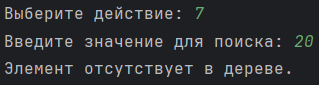 Выберите действие: 7
Введите значение для поиска: 20
Элемент отсутствует в дереве.